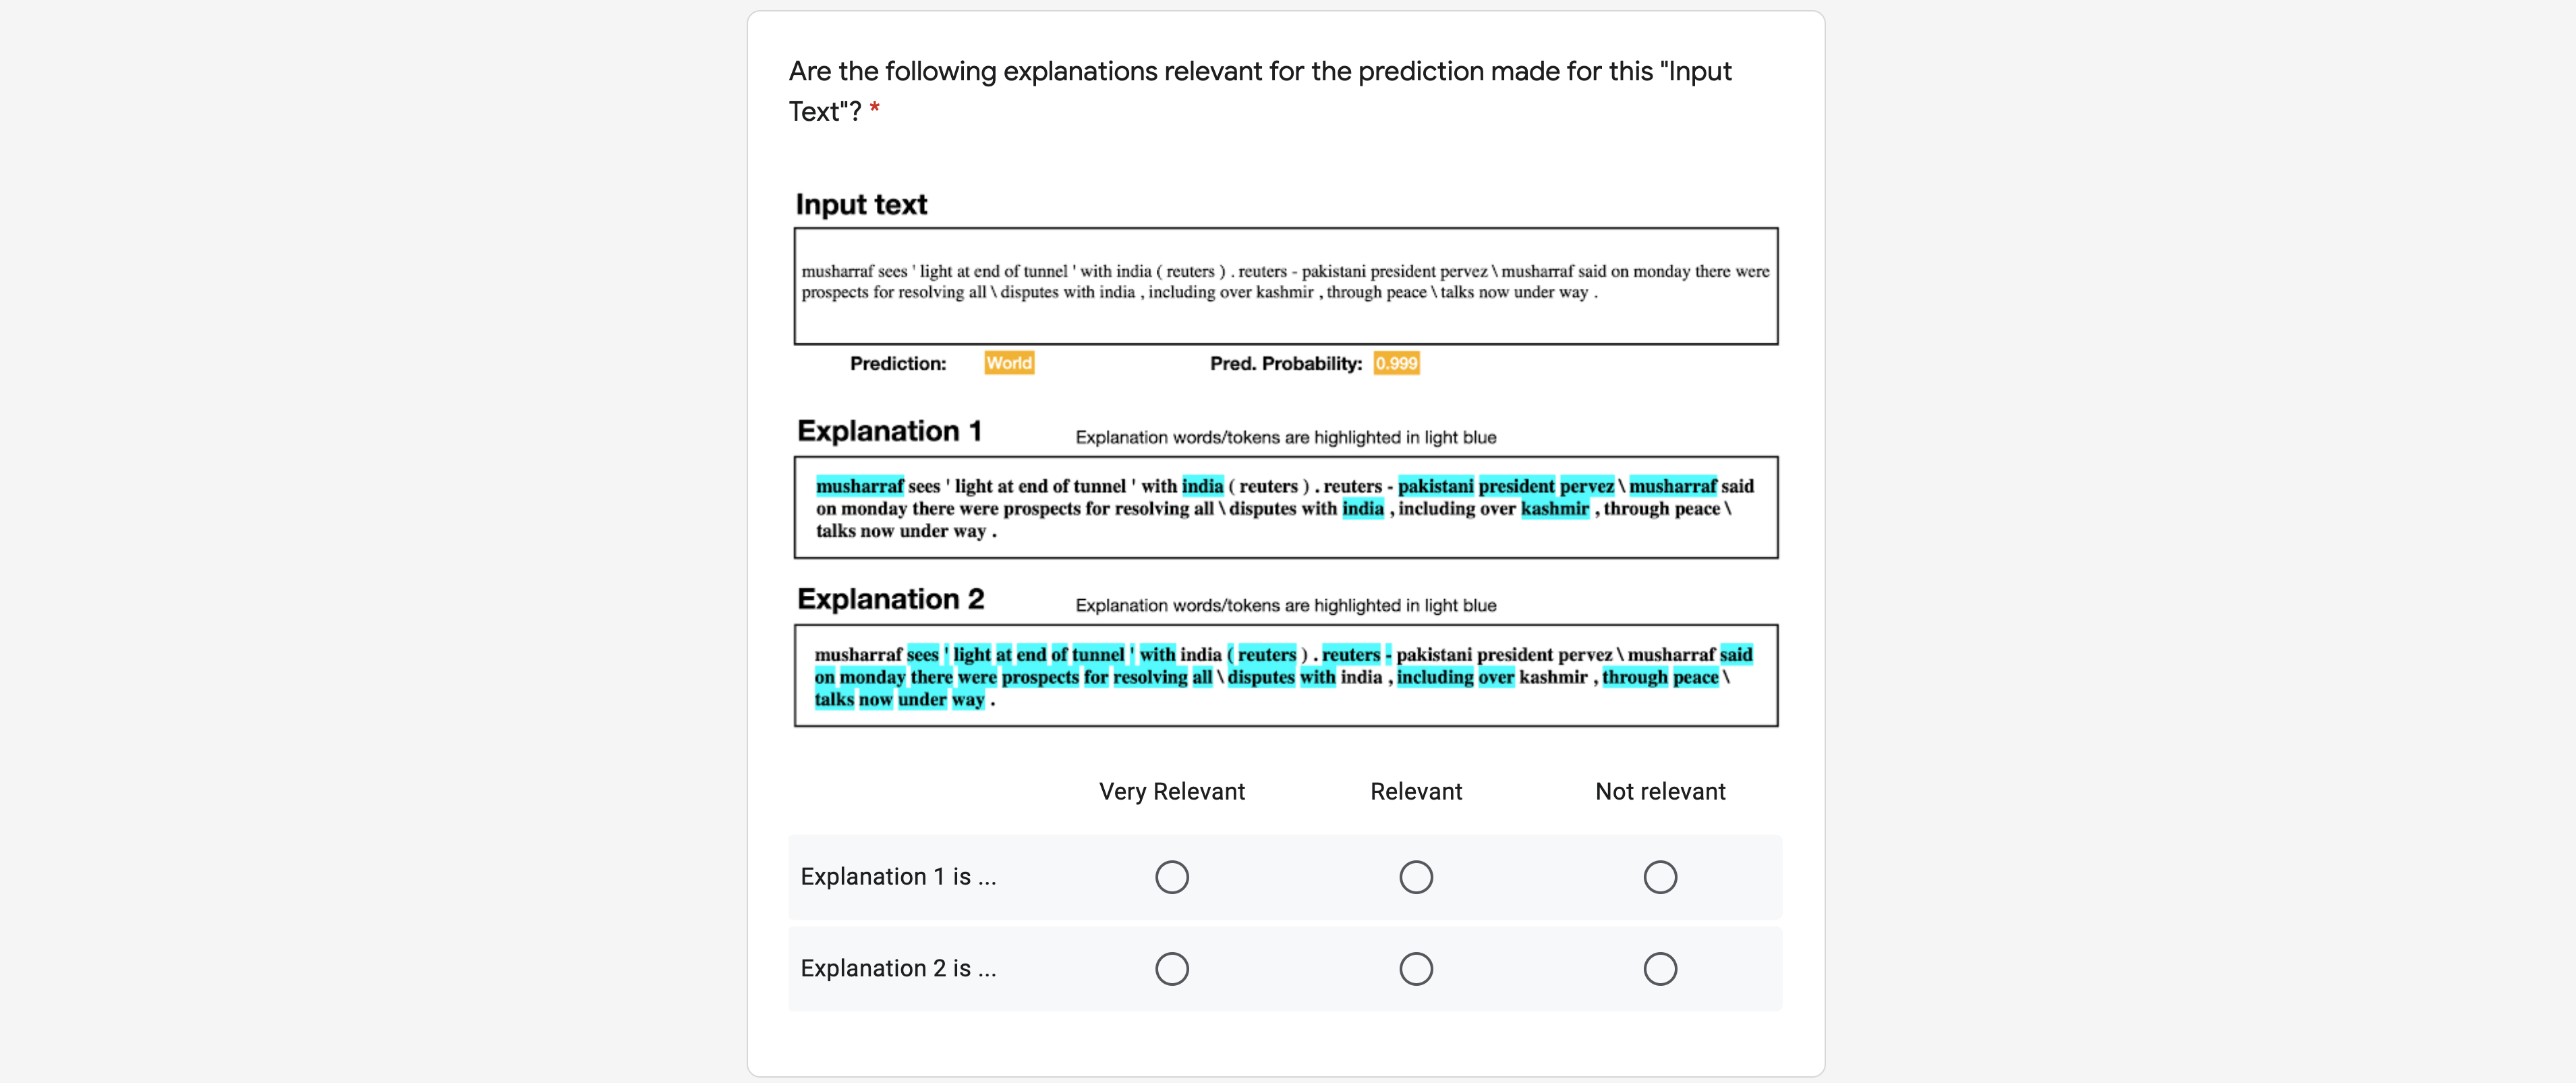 Are the following explanations relevant for the prediction made for this "Input
Text"? *
Input text
musharraf sees ' light at end of tunnel ' with india ( reuters ) . reuters - pakistani president pervez \ musharraf said on monday there were
prospects for resolving all \ disputes with india , including over kashmir , through peace \ talks now under way .
Prediction: World Pred. Probability: 0.999
Explanation 1 Explanation words/tokens are highlighted in light blue
musharraf sees ' light at end of tunnel ' with india ( reuters ) . reuters - pakistani president pervez \ musharraf said
on monday there were prospects for resolving all \ disputes with india , including over kashmir , through peace \
talks now under way .
Explanation 2 Explanation words/tokens are highlighted in light blue
musharraf sees ' light at end of tunnel ' with india ( reuters ) . reuters - pakistani president pervez \ musharraf said
on monday there were prospects for resolving all \ disputes with india , including over kashmir , through peace \
talks now under way .
Very Relevant Relevant Not relevant
Explanation 1 is ...
Explanation 2 is ...